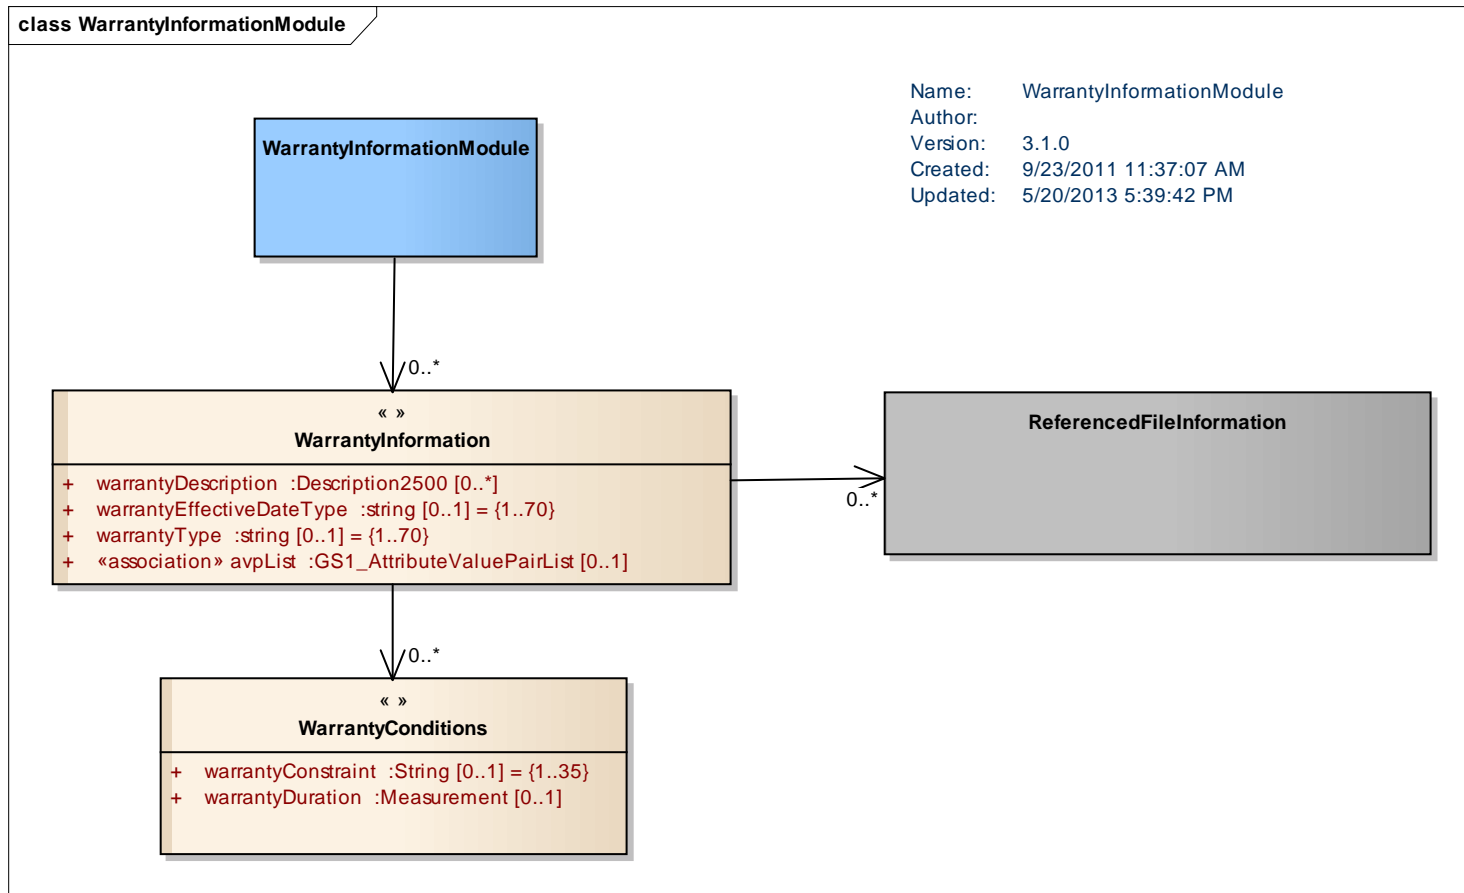 class WarrantyInformationModule
Name: WarrantyInformationModule
Author:
Version: 3.1.0
Created: 9/23/2011 11:37:07 AM
Updated: 5/20/2013 5:39:42 PM
WarrantyInformationModule
0..*
« »
WarrantyInformation
+ warrantyDescription :Description2500 [0..*]
+ warrantyEffectiveDateType :string [0..1] = {1..70}
+ warrantyType :string [0..1] = {1..70}
+ «association» avpList :GS1_AttributeValuePairList [0..1]
0..*
ReferencedFileInformation
0..*
« »
WarrantyConditions
+ warrantyConstraint :String [0..1] = {1..35}
+ warrantyDuration :Measurement [0..1]